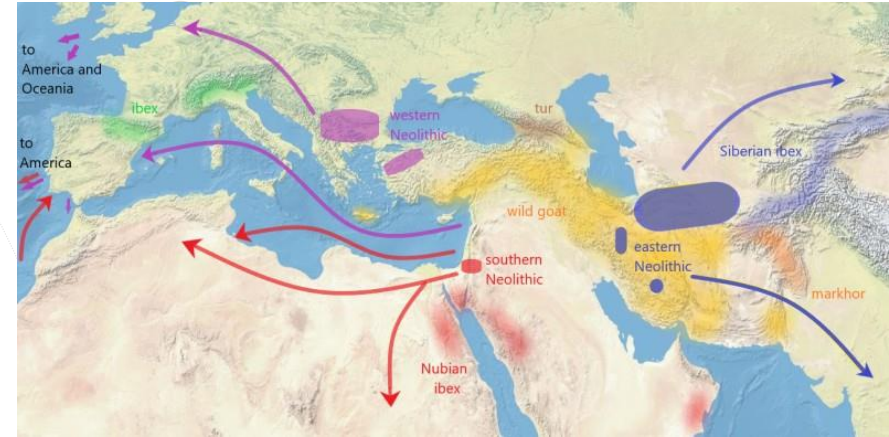 to
America and
Oceania
ibex
to
America
western
Neolithic
tur
Siberian ibex
wild goat
eastern
Neolithic
southern
Neolithic
markhor
Nubian
ibex